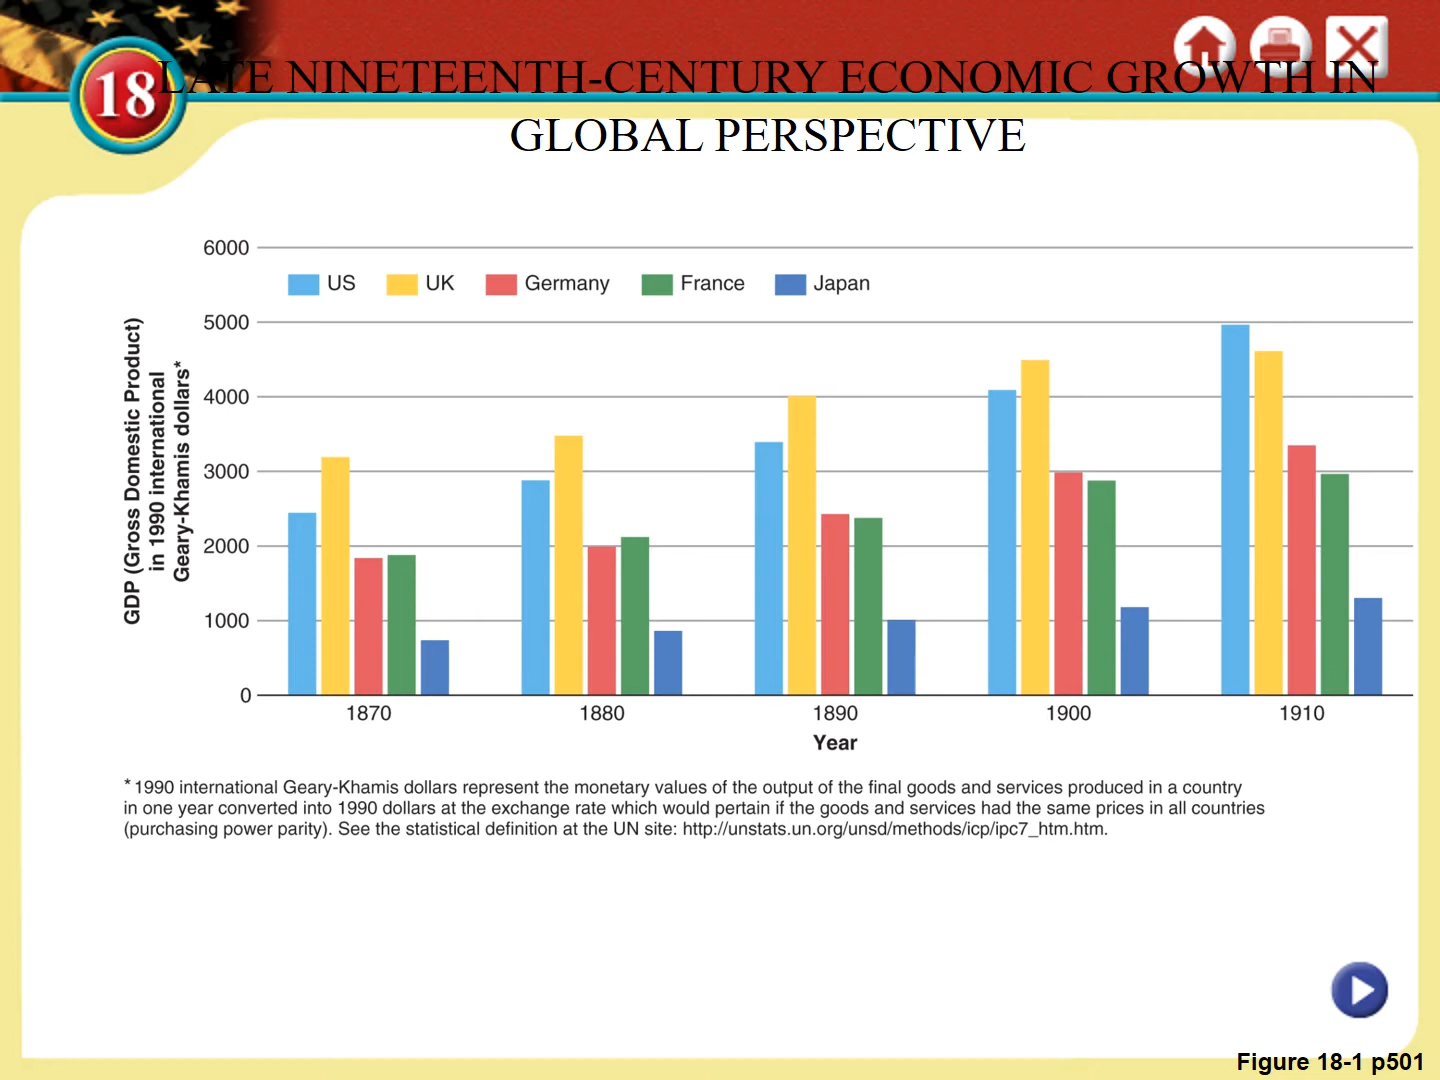 18
LATE NINETEENTH-CENTURY ECONOMIC GROWTH IN
GLOBAL PERSPECTIVE
6000
US UK Germany France Japan
5000
4000
3000
2000
1000
0
GDP (Gross Domestic Product)
in 1990 international
Geary-Khamis dollars*
1870 1880 1890 1900 1910
Year
* 1990 international Geary-Khamis dollars represent the monetary values of the output of the final goods and services produced in a country
in one year converted into 1990 dollars at the exchange rate which would pertain if the goods and services had the same prices in all countries
(purchasing power parity). See the statistical definition at the UN site: http://unstats.un.org/unsd/methods/icp/ipc7_htm.htm.
Figure 18-1 p501